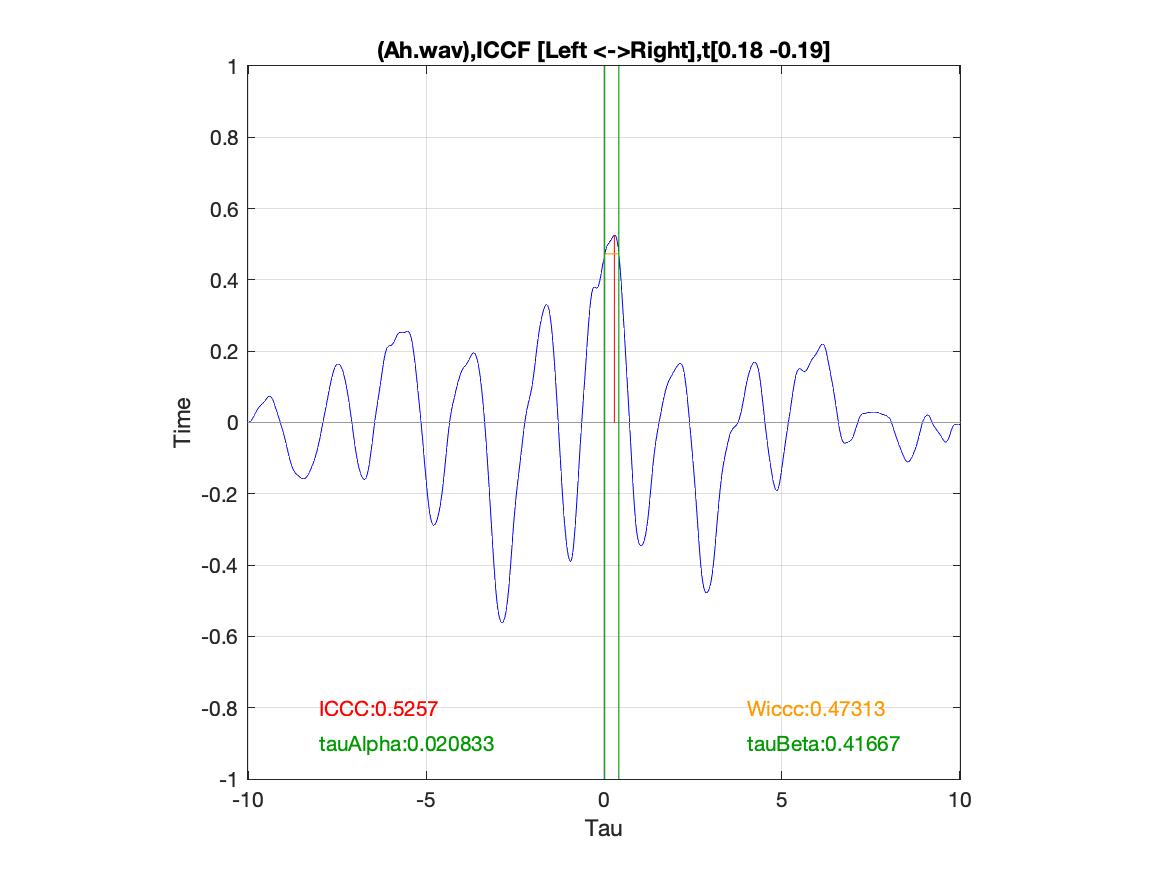 (Ah.wav),ICCF [Left <->Right],t[0.18 -0.19]
1
0.8
0.6
0.4
0.2
0
-0.2
-0.4
-0.6
-0.8
-1
Time
ICCC:0.5257
Wiccc:0.47313
tauAlpha:0.020833
tauBeta:0.41667
-10 -5 0 5 10
Tau